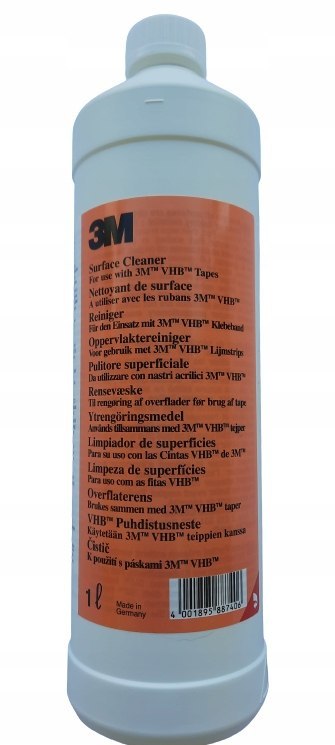 3M
Surface Cleaner
For use with 3M™ VHB™ Tapes
Nettoyant de surface
A utiliser avec les rubans 3M™ VHB™
Reiniger
Für den Einsatz mit 3M™ VHB™ Klebeband
Oppervlaktereiniger
Voor gebruik met 3M™ VHB™ Lijmstrips
Pulitore superficiale
Da utilizzare con nastri acrilici 3M™ VHB™
Rensevæske
Til rengøring af overflader før brug af tape
Ytrengöringsmedel
Används tillsammans med 3M™ VHB™ tejper
Limpiador de superficies
Para su uso con las Cintas VHB™ de 3M™
Limpeza de superfícies
Para uso com as fitas VHB™
Overflaterens
Brukes sammen med 3M™ VHB™ taper
VHB™ Puhdistusneste
Käytetään 3M™ VHB™ teippien kanssa
Čistič
K použití s páskami 3M™ VHB™
1 ℓ
Made in
Germany
4 001895 887406